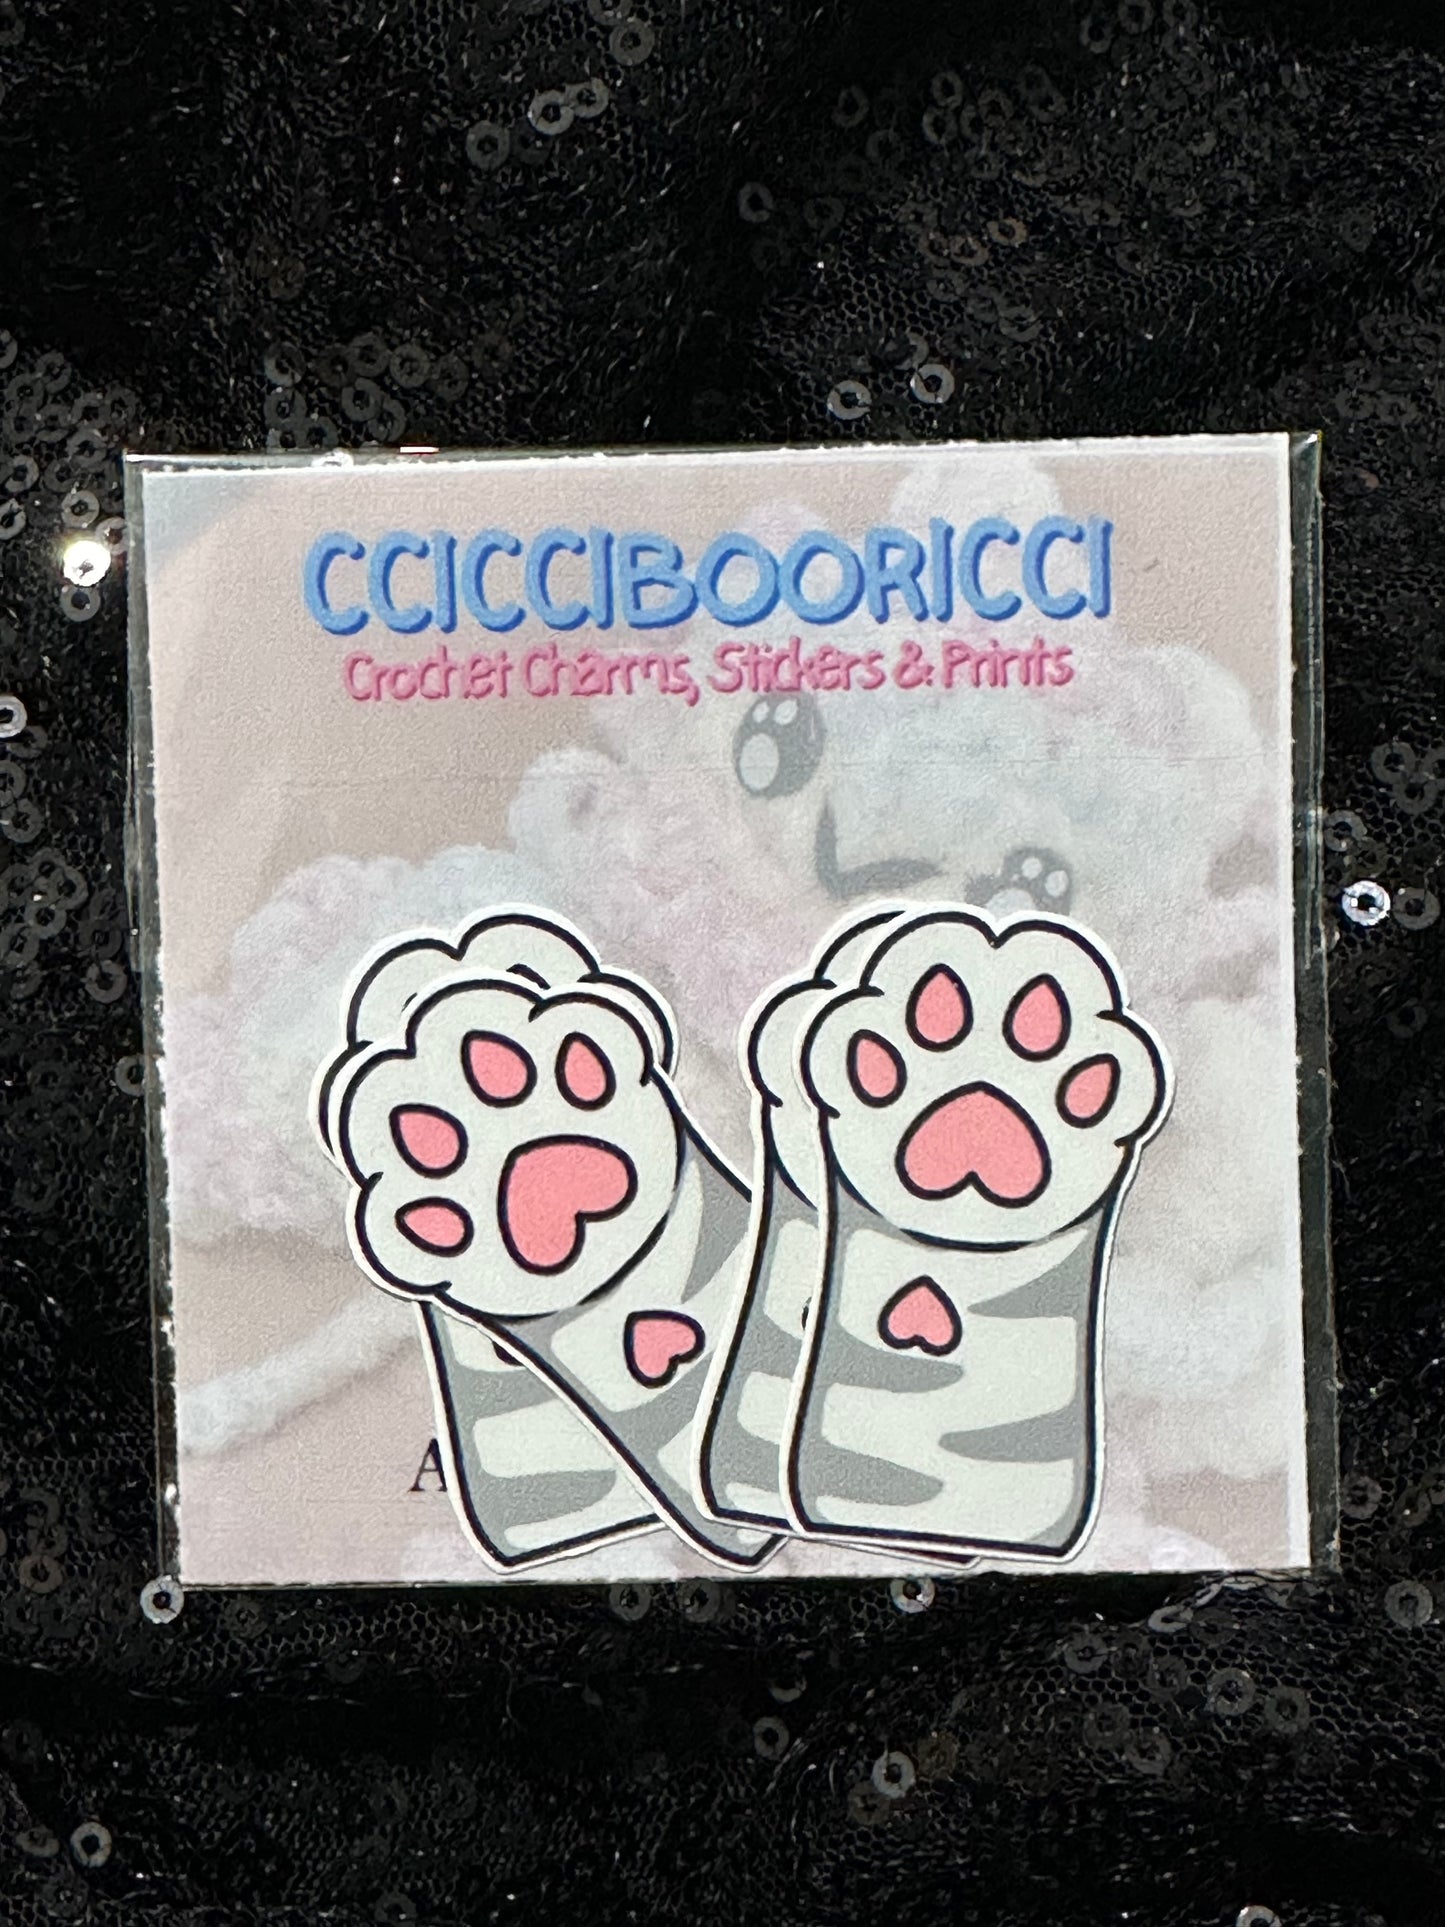 CCICCIBOORICCI
Crochet Charms, Stickers & Prints
A